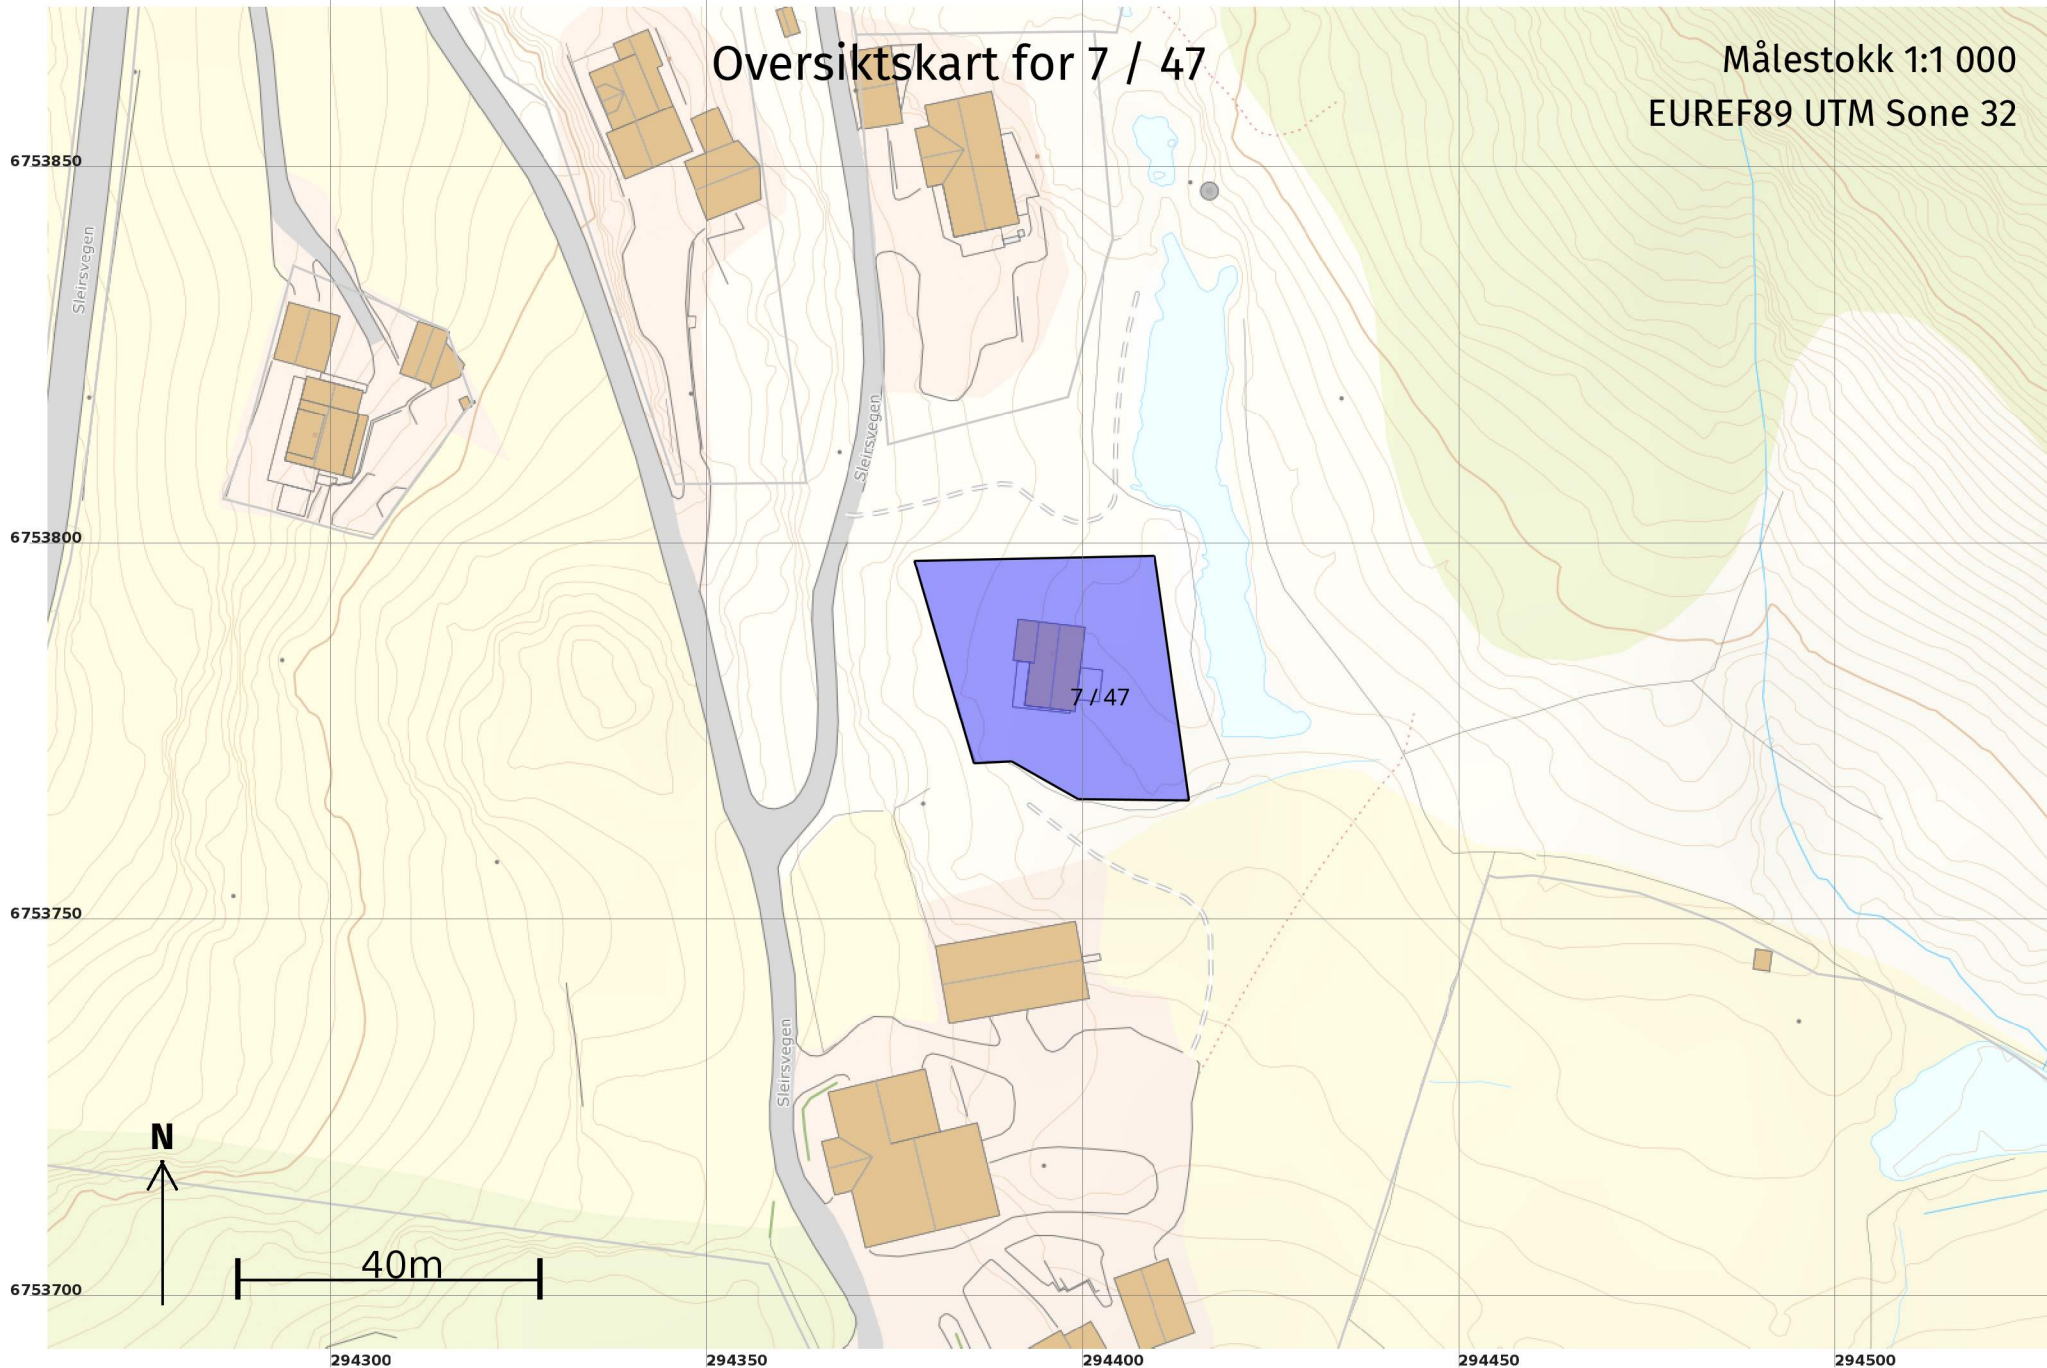 Oversiktskart for 7 / 47
Målestokk 1:1 000
EUREF89 UTM Sone 32
6753850
Sleirsvegen
Sleirsvegen
6753800
7 / 47
6753750
Sleirsvegen
N
40m
6753700
294300
294350
294400
294450
294500